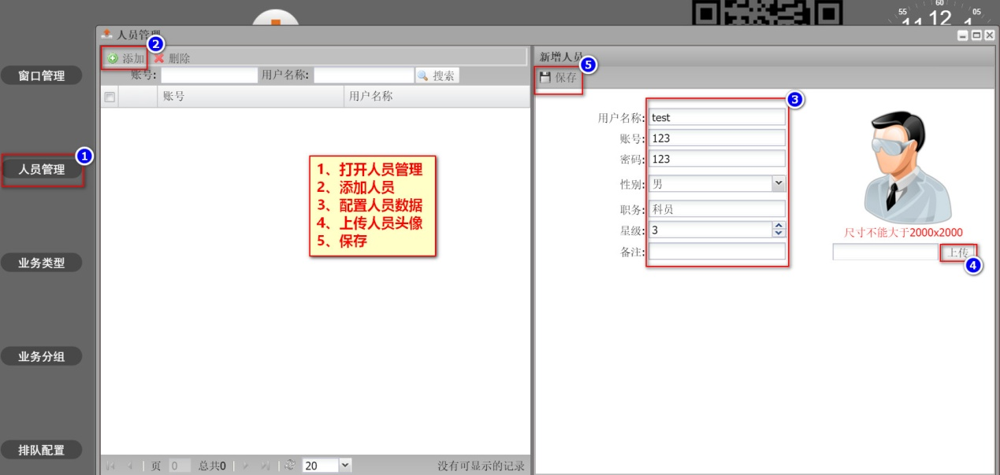 60
55 05
11 12 1
人员管理
2
添加 删除
账号: 用户名称: 搜索
账号 用户名称
新增人员
5
保存
窗口管理
1
人员管理
业务类型
业务分组
排队配置
1、打开人员管理
2、添加人员
3、配置人员数据
4、上传人员头像
5、保存
3
用户名称: test
账号: 123
密码: 123
性别: 男
职务: 科员
星级: 3
备注:
尺寸不能大于2000x2000
上传
4
页 0 总共0 20 没有可显示的记录